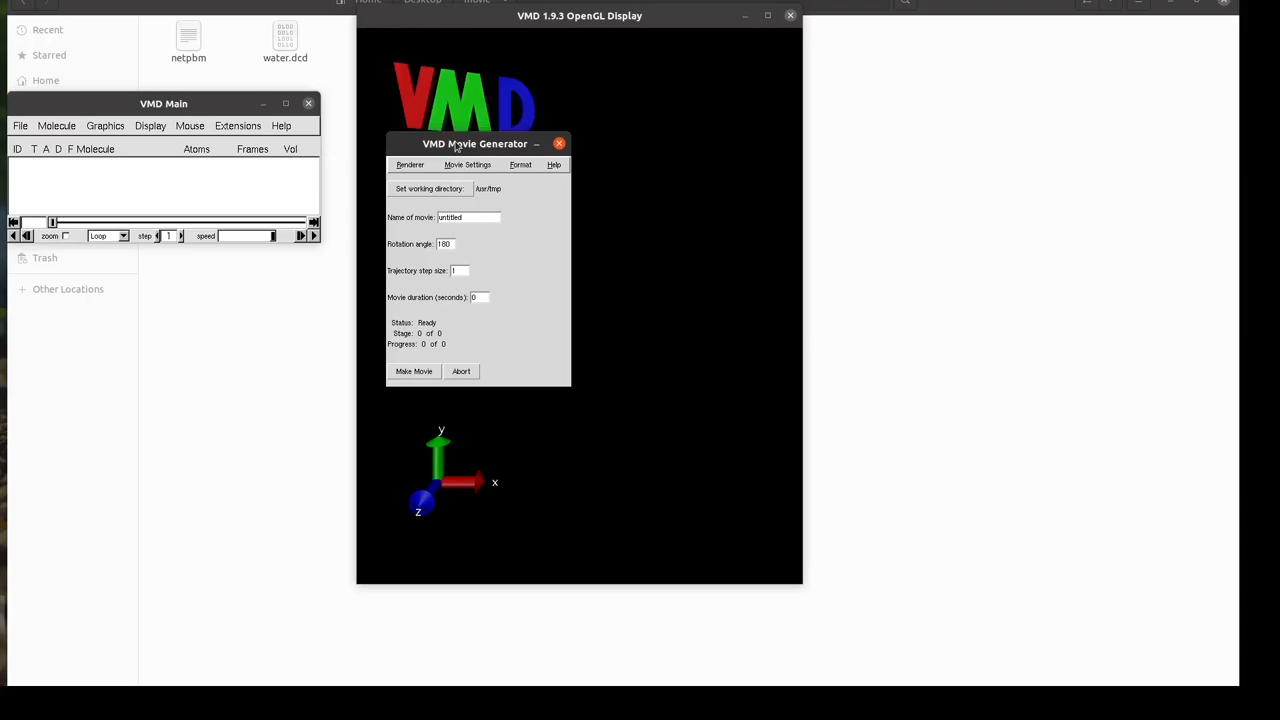 Home
Desktop
movie
Recent
Starred
Home
Trash
Other Locations
netpbm
water.dcd
VMD Main
File Molecule Graphics Display Mouse Extensions Help
ID T A D F Molecule Atoms Frames Vol
zoom Loop step 1 speed
VMD 1.9.3 OpenGL Display
VMD
VMD Movie Generator
Renderer Movie Settings Format Help
Set working directory: /usr/tmp
Name of movie: untitled
Rotation angle: 180
Trajectory step size: 1
Movie duration (seconds): 0
Status: Ready
Stage: 0 of 0
Progress: 0 of 0
Make Movie Abort
y
x
z